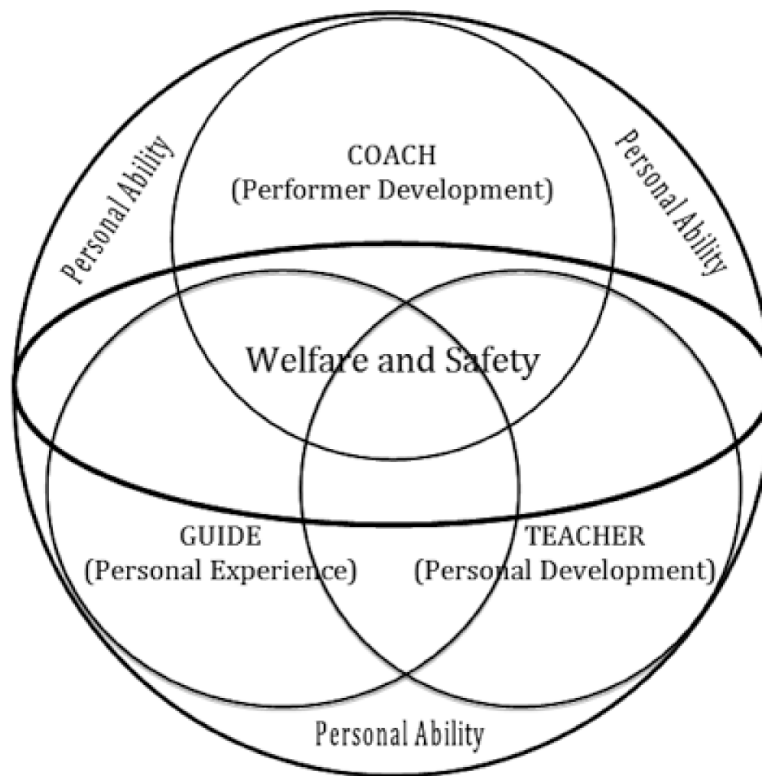 COACH
(Performer Development)
Personal Ability
Personal Ability
Welfare and Safety
GUIDE
(Personal Experience)
TEACHER
(Personal Development)
Personal Ability